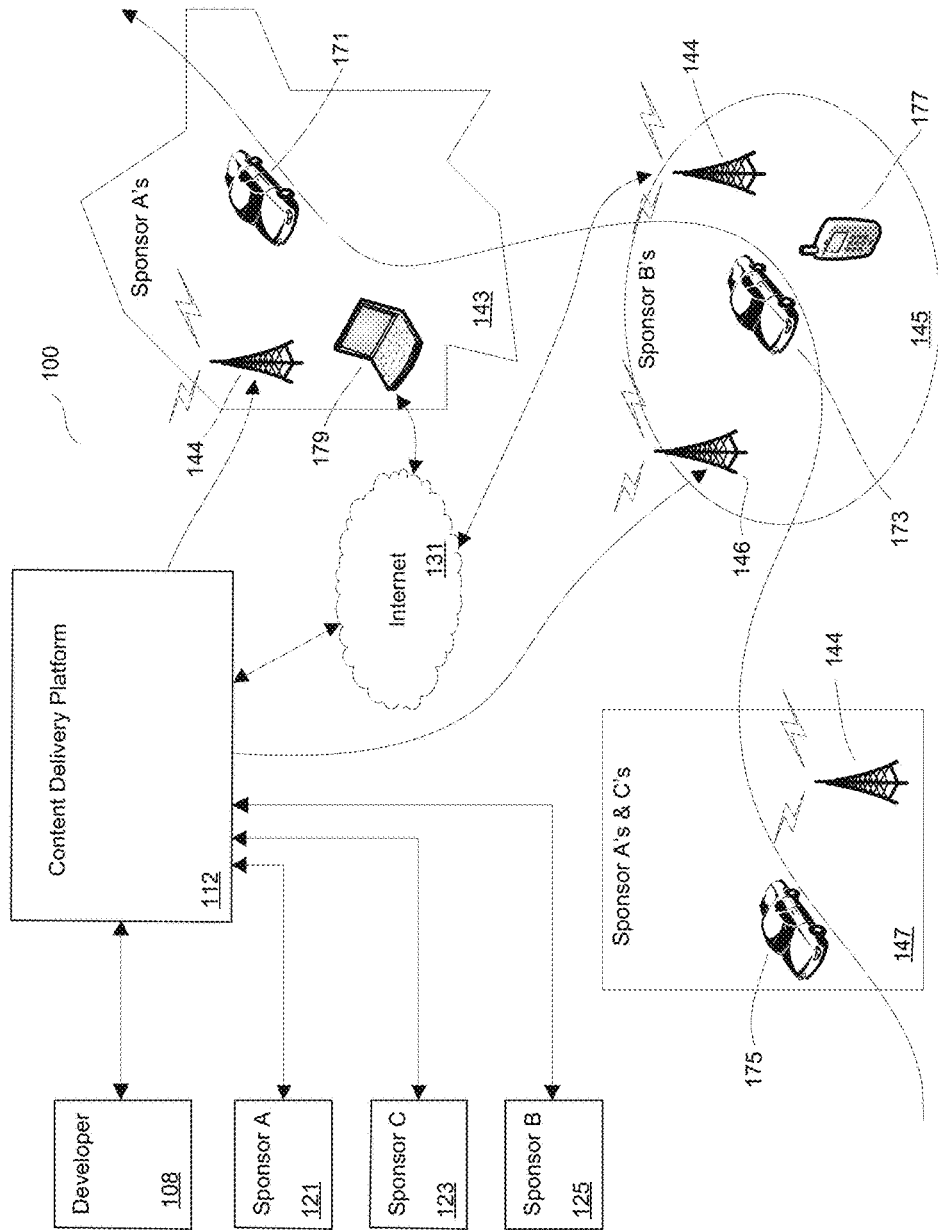 100
Developer
108
Content Delivery Platform
112
Sponsor A
121
Sponsor C
123
Sponsor B
125
Internet
131
Sponsor A's
144
171
179
143
Sponsor A's & C's
175
147
144
Sponsor B's
146
144
173
177
145